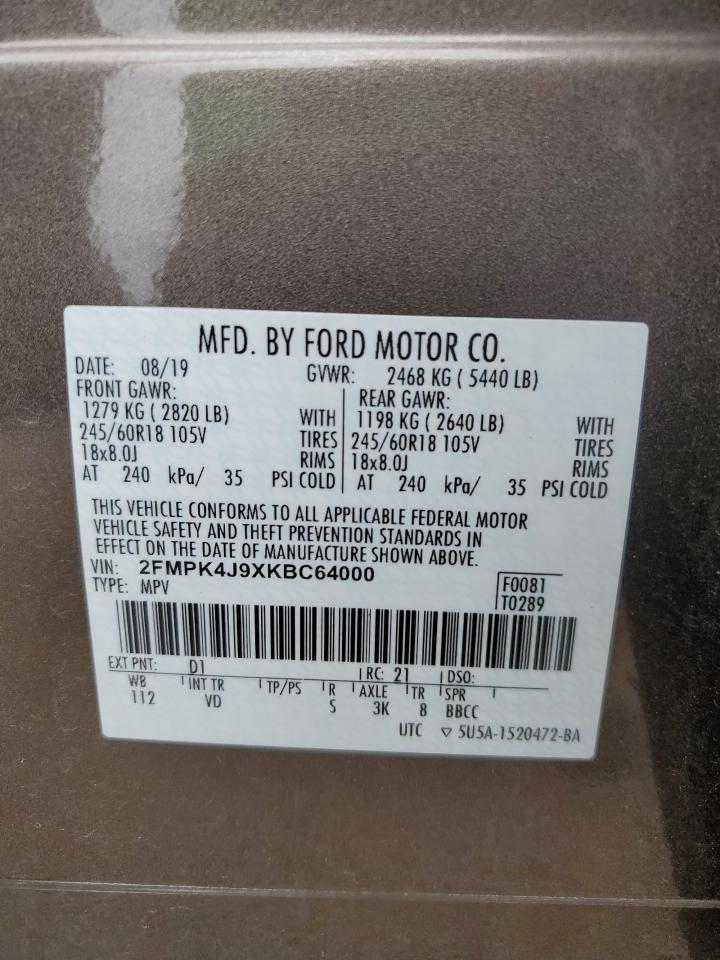 MFD. BY FORD MOTOR CO.
DATE: 08/19 GVWR: 2468 KG ( 5440 LB)
FRONT GAWR: REAR GAWR:
1279 KG ( 2820 LB) WITH 1198 KG ( 2640 LB) WITH
245/60R18 105V TIRES 245/60R18 105V TIRES
18x8.0J RIMS 18x8.0J RIMS
AT 240 kPa/ 35 PSI COLD AT 240 kPa/ 35 PSI COLD
THIS VEHICLE CONFORMS TO ALL APPLICABLE FEDERAL MOTOR
VEHICLE SAFETY AND THEFT PREVENTION STANDARDS IN
EFFECT ON THE DATE OF MANUFACTURE SHOWN ABOVE.
VIN: 2FMPK4J9XKBC64000 F0081
TYPE: MPV T0289
EXT PNT: D1 RC: 21 DSO:
WB INT TR TP/PS R AXLE TR SPR
112 VD S 3K 8 BBCC
UTC ▽ 5U5A-1520472-BA